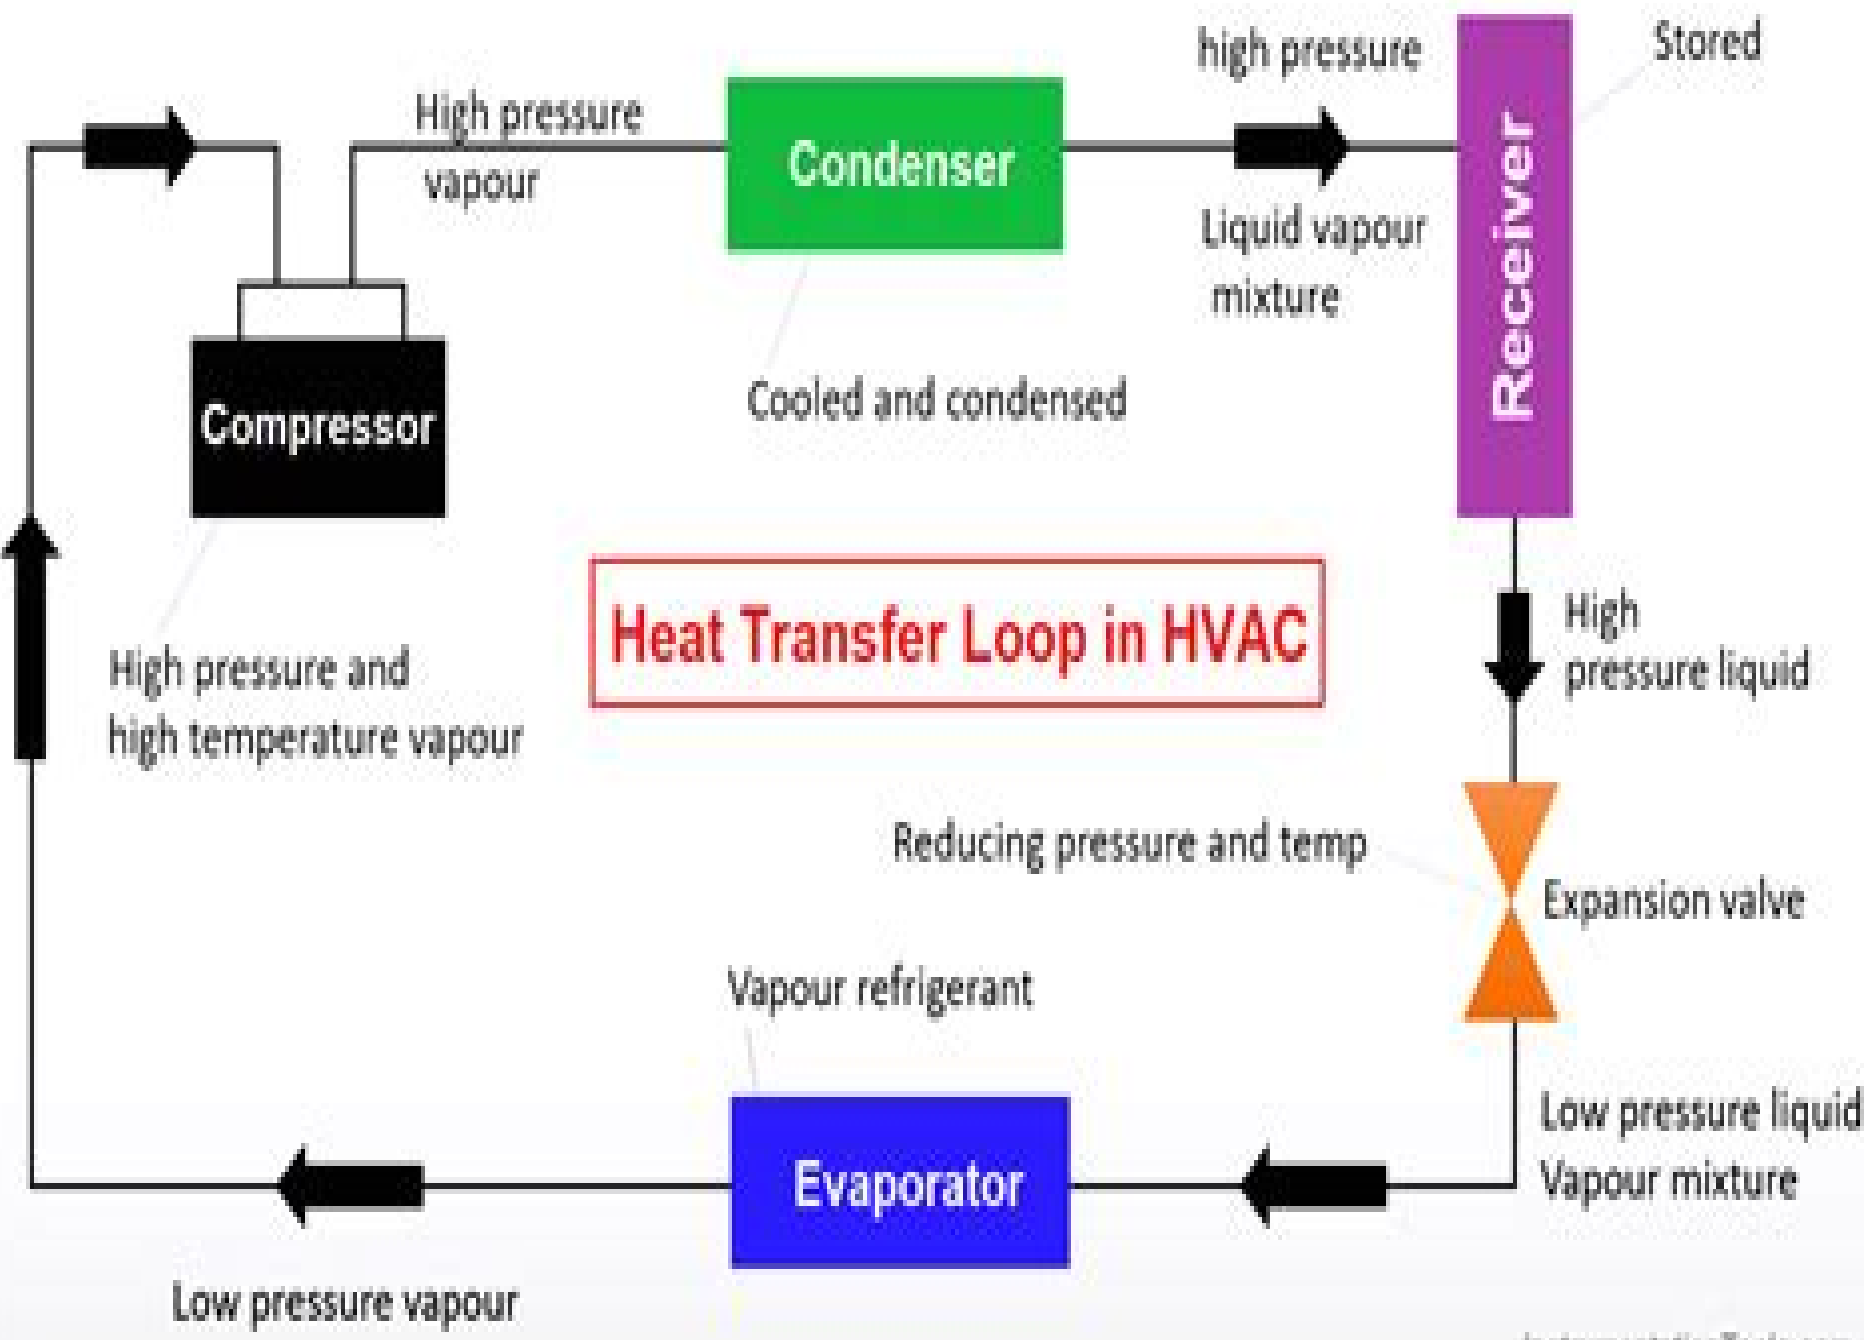 high pressure
Stored
High pressure
vapour
Condenser
Liquid vapour
mixture
Receiver
Cooled and condensed
Compressor
Heat Transfer Loop in HVAC
High
pressure liquid
High pressure and
high temperature vapour
Reducing pressure and temp
Expansion valve
Vapour refrigerant
Low pressure liquid
Vapour mixture
Evaporator
Low pressure vapour